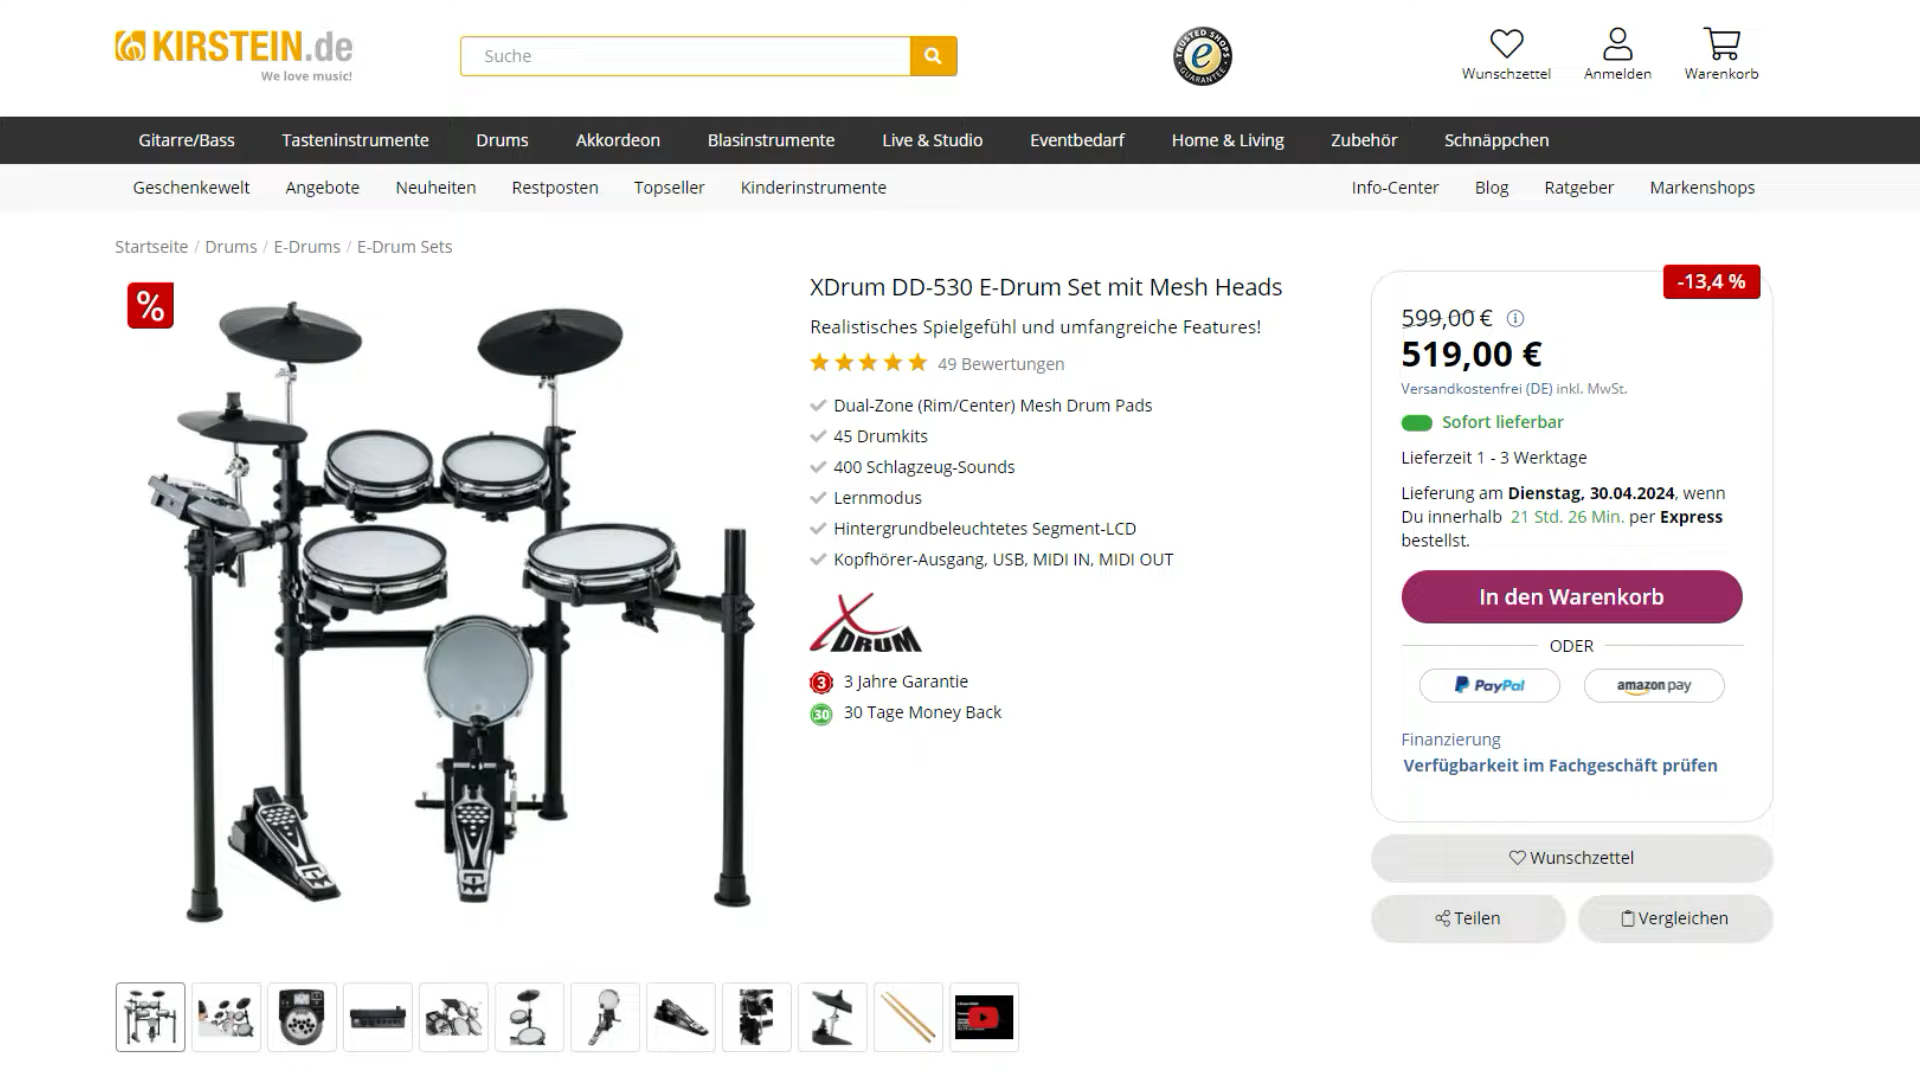 KIRSTEIN.de
We love music!
Suche
TRUSTED SHOPS
e
GUARANTEE
Wunschzettel
Anmelden
Warenkorb
Gitarre/Bass
Tasteninstrumente
Drums
Akkordeon
Blasinstrumente
Live & Studio
Eventbedarf
Home & Living
Zubehör
Schnäppchen
Geschenkewelt
Angebote
Neuheiten
Restposten
Topseller
Kinderinstrumente
Info-Center
Blog
Ratgeber
Markenshops
Startseite / Drums / E-Drums / E-Drum Sets
%
XDrum DD-530 E-Drum Set mit Mesh Heads
Realistisches Spielgefühl und umfangreiche Features!
49 Bewertungen
Dual-Zone (Rim/Center) Mesh Drum Pads
45 Drumkits
400 Schlagzeug-Sounds
Lernmodus
Hintergrundbeleuchtetes Segment-LCD
Kopfhörer-Ausgang, USB, MIDI IN, MIDI OUT
XDRUM
3 3 Jahre Garantie
30 30 Tage Money Back
-13,4 %
599,00 €
519,00 €
Versandkostenfrei (DE) inkl. MwSt.
Sofort lieferbar
Lieferzeit 1 - 3 Werktage
Lieferung am Dienstag, 30.04.2024, wenn
Du innerhalb 21 Std. 26 Min. per Express
bestellst.
In den Warenkorb
ODER
PayPal
amazon pay
Finanzierung
Verfügbarkeit im Fachgeschäft prüfen
Wunschzettel
Teilen
Vergleichen